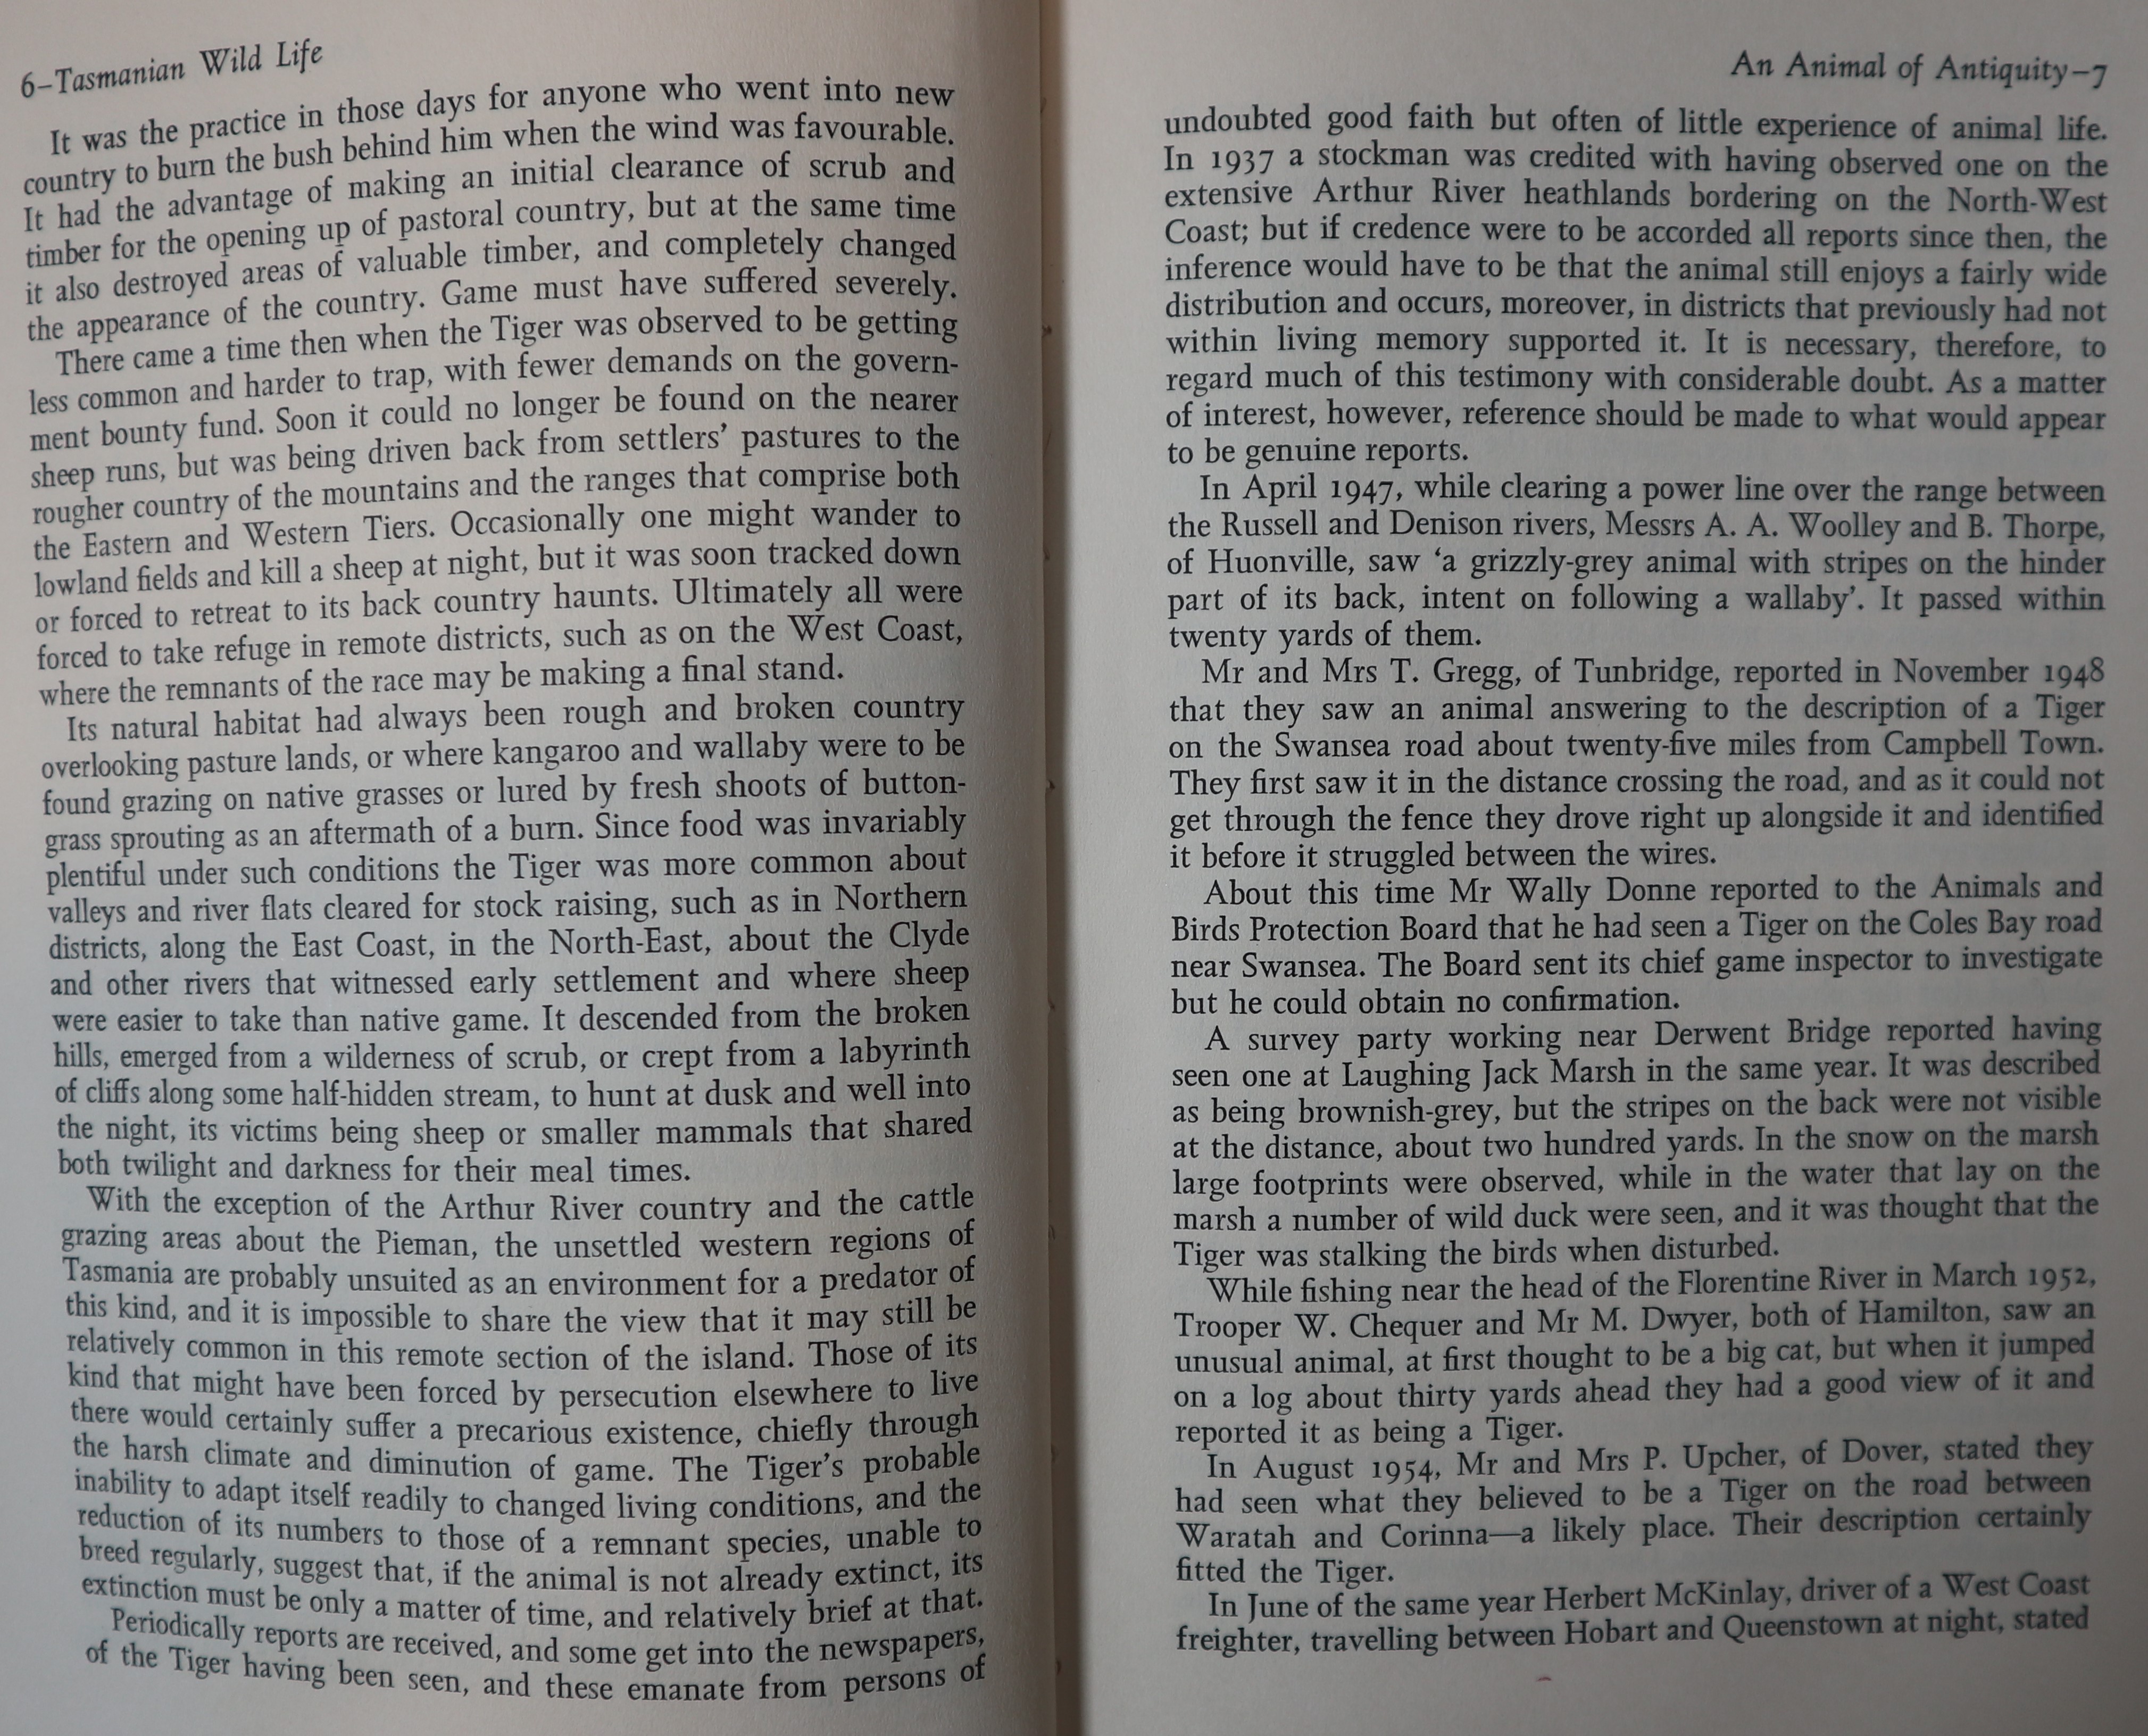 6–Tasmanian Wild Life
It was the practice in those days for anyone who went into new
country to burn the bush behind him when the wind was favourable.
It had the advantage of making an initial clearance of scrub and
timber for the opening up of pastoral country, but at the same time
it also destroyed areas of valuable timber, and completely changed
the appearance of the country. Game must have suffered severely.
There came a time then when the Tiger was observed to be getting
less common and harder to trap, with fewer demands on the govern-
ment bounty fund. Soon it could no longer be found on the nearer
sheep runs, but was being driven back from settlers’ pastures to the
rougher country of the mountains and the ranges that comprise both
the Eastern and Western Tiers. Occasionally one might wander to
lowland fields and kill a sheep at night, but it was soon tracked down
or forced to retreat to its back country haunts. Ultimately all were
forced to take refuge in remote districts, such as on the West Coast,
where the remnants of the race may be making a final stand.
Its natural habitat had always been rough and broken country
overlooking pasture lands, or where kangaroo and wallaby were to be
found grazing on native grasses or lured by fresh shoots of button-
grass sprouting as an aftermath of a burn. Since food was invariably
plentiful under such conditions the Tiger was more common about
valleys and river flats cleared for stock raising, such as in Northern
districts, along the East Coast, in the North-East, about the Clyde
and other rivers that witnessed early settlement and where sheep
were easier to take than native game. It descended from the broken
hills, emerged from a wilderness of scrub, or crept from a labyrinth
of cliffs along some half-hidden stream, to hunt at dusk and well into
the night, its victims being sheep or smaller mammals that shared
both twilight and darkness for their meal times.
With the exception of the Arthur River country and the cattle
grazing areas about the Pieman, the unsettled western regions of
Tasmania are probably unsuited as an environment for a predator of
this kind, and it is impossible to share the view that it may still be
relatively common in this remote section of the island. Those of its
kind that might have been forced by persecution elsewhere to live
there would certainly suffer a precarious existence, chiefly through
the harsh climate and diminution of game. The Tiger’s probable
inability to adapt itself readily to changed living conditions, and the
reduction of its numbers to those of a remnant species, unable to
breed regularly, suggest that, if the animal is not already extinct, its
extinction must be only a matter of time, and relatively brief at that.
Periodically reports are received, and some get into the newspapers,
of the Tiger having been seen, and these emanate from persons of
An Animal of Antiquity–7
undoubted good faith but often of little experience of animal life.
In 1937 a stockman was credited with having observed one on the
extensive Arthur River heathlands bordering on the North-West
Coast; but if credence were to be accorded all reports since then, the
inference would have to be that the animal still enjoys a fairly wide
distribution and occurs, moreover, in districts that previously had not
within living memory supported it. It is necessary, therefore, to
regard much of this testimony with considerable doubt. As a matter
of interest, however, reference should be made to what would appear
to be genuine reports.
In April 1947, while clearing a power line over the range between
the Russell and Denison rivers, Messrs A. A. Woolley and B. Thorpe,
of Huonville, saw ‘a grizzly-grey animal with stripes on the hinder
part of its back, intent on following a wallaby’. It passed within
twenty yards of them.
Mr and Mrs T. Gregg, of Tunbridge, reported in November 1948
that they saw an animal answering to the description of a Tiger
on the Swansea road about twenty-five miles from Campbell Town.
They first saw it in the distance crossing the road, and as it could not
get through the fence they drove right up alongside it and identified
it before it struggled between the wires.
About this time Mr Wally Donne reported to the Animals and
Birds Protection Board that he had seen a Tiger on the Coles Bay road
near Swansea. The Board sent its chief game inspector to investigate
but he could obtain no confirmation.
A survey party working near Derwent Bridge reported having
seen one at Laughing Jack Marsh in the same year. It was described
as being brownish-grey, but the stripes on the back were not visible
at the distance, about two hundred yards. In the snow on the marsh
large footprints were observed, while in the water that lay on the
marsh a number of wild duck were seen, and it was thought that the
Tiger was stalking the birds when disturbed.
While fishing near the head of the Florentine River in March 1952,
Trooper W. Chequer and Mr M. Dwyer, both of Hamilton, saw an
unusual animal, at first thought to be a big cat, but when it jumped
on a log about thirty yards ahead they had a good view of it and
reported it as being a Tiger.
In August 1954, Mr and Mrs P. Upcher, of Dover, stated they
had seen what they believed to be a Tiger on the road between
Waratah and Corinna—a likely place. Their description certainly
fitted the Tiger.
In June of the same year Herbert McKinlay, driver of a West Coast
freighter, travelling between Hobart and Queenstown at night, stated